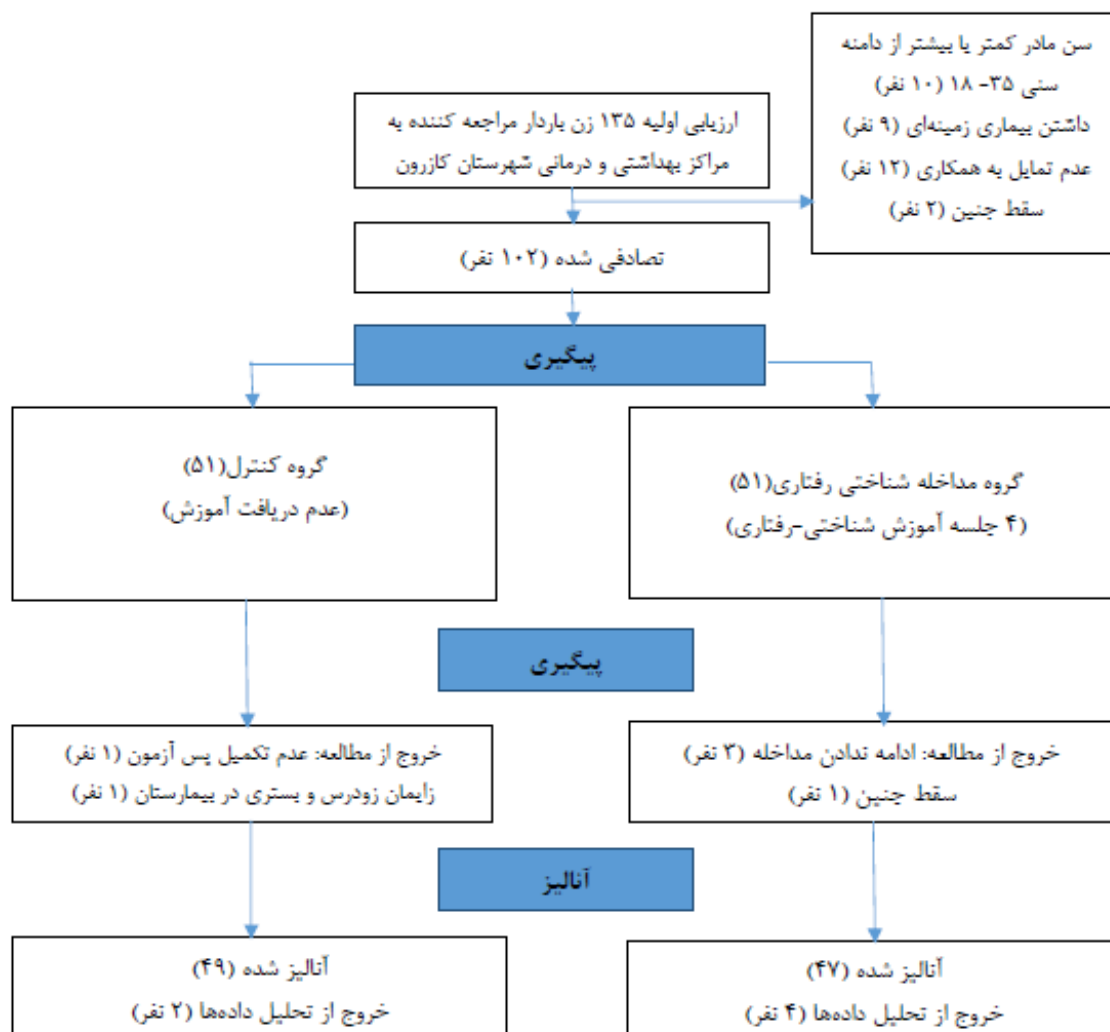 سن مادر کمتر یا بیشتر از دامنه
سنی ۳۵- ۱۸ (۱۰ نفر)
داشتن بیماری زمینه‌ای (۹ نفر)
عدم تمایل به همکاری (۱۲ نفر)
سقط جنین (۲ نفر)
ارزیابی اولیه ۱۳۵ زن باردار مراجعه کننده به
مراکز بهداشتی و درمانی شهرستان کازرون
تصادفی شده (۱۰۲ نفر)
پیگیری
گروه مداخله شناختی رفتاری(۵۱)
(۴ جلسه آموزش شناختی-رفتاری)
گروه کنترل(۵۱)
(عدم دریافت آموزش)
پیگیری
خروج از مطالعه: ادامه ندادن مداخله (۳ نفر)
سقط جنین (۱ نفر)
خروج از مطالعه: عدم تکمیل پس آزمون (۱ نفر)
زایمان زودرس و بستری در بیمارستان (۱ نفر)
آنالیز
آنالیز شده (۴۷)
خروج از تحلیل داده‌ها (۴ نفر)
آنالیز شده (۴۹)
خروج از تحلیل داده‌ها (۲ نفر)